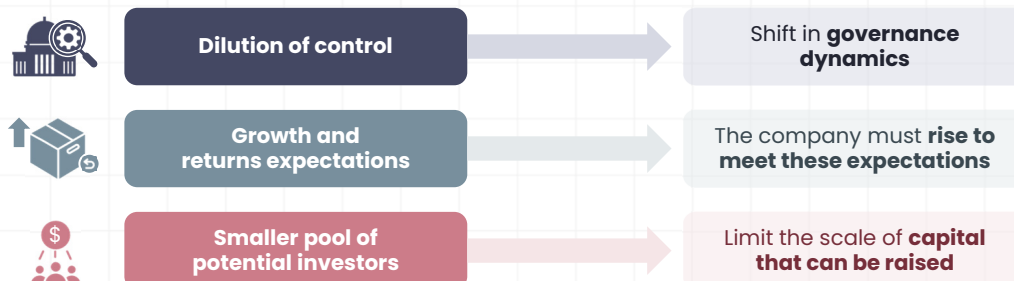 Dilution of control
Shift in governance
dynamics
Growth and
returns expectations
The company must rise to
meet these expectations
$
Smaller pool of
potential investors
Limit the scale of capital
that can be raised